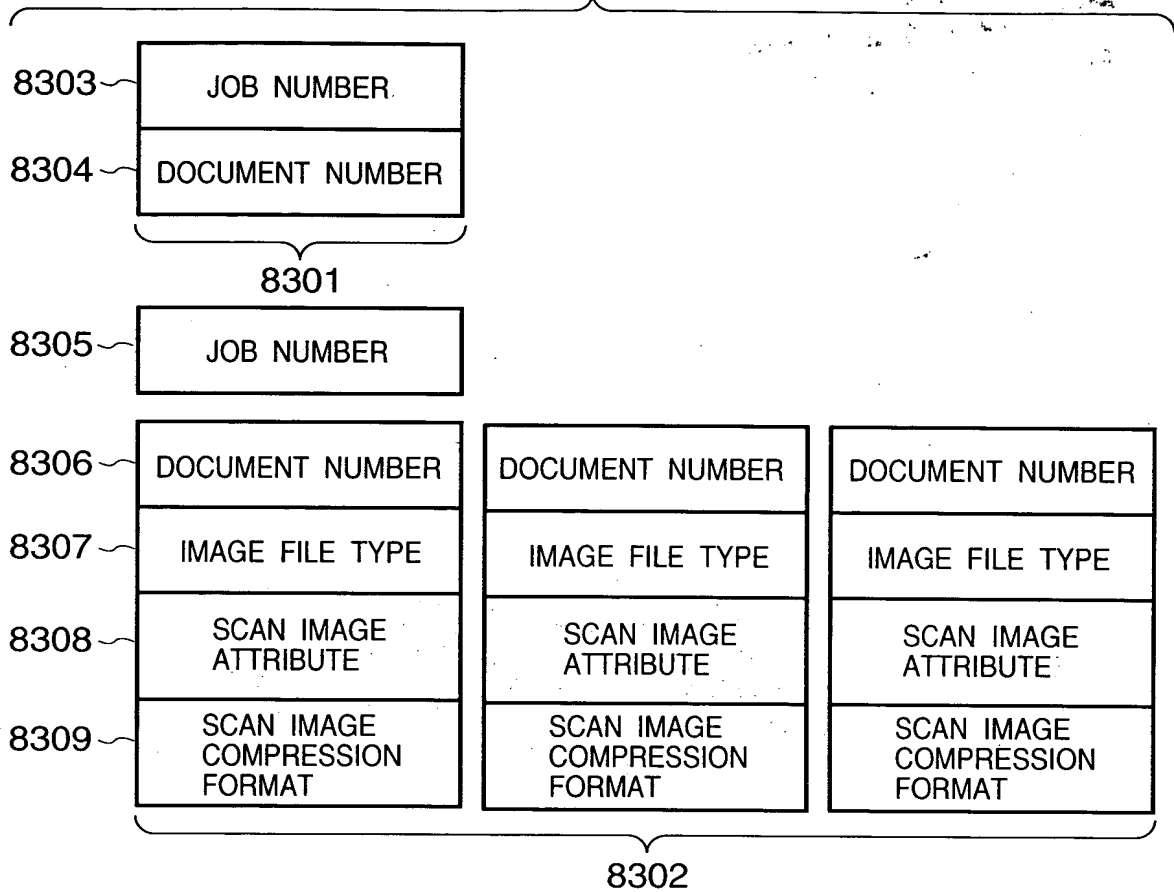 8303 JOB NUMBER
8304 DOCUMENT NUMBER
8301
8305 JOB NUMBER
8306 DOCUMENT NUMBER DOCUMENT NUMBER DOCUMENT NUMBER
8307 IMAGE FILE TYPE IMAGE FILE TYPE IMAGE FILE TYPE
8308 SCAN IMAGE SCAN IMAGE SCAN IMAGE
ATTRIBUTE ATTRIBUTE ATTRIBUTE
8309 SCAN IMAGE SCAN IMAGE SCAN IMAGE
COMPRESSION COMPRESSION COMPRESSION
FORMAT FORMAT FORMAT
8302